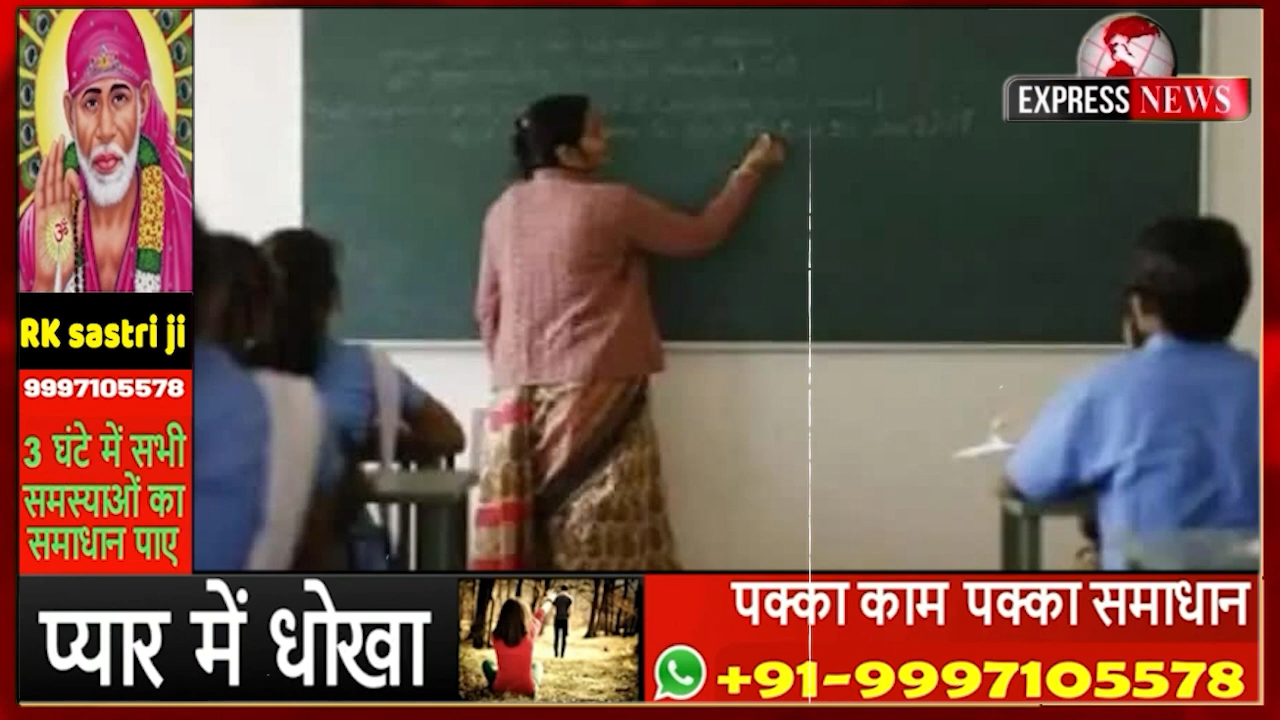 EXPRESS NEWS
ॐ
RK sastri ji
9997105578
3 घंटे में सभी
समस्याओं का
समाधान पाए
प्यार में धोखा
पक्का काम पक्का समाधान
+91-9997105578